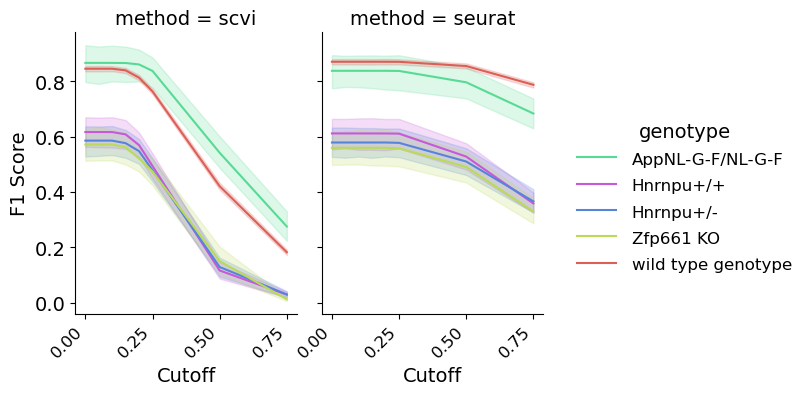 method = scvi
method = seurat
F1 Score
0.8
0.6
0.4
0.2
0.0
0.00
0.25
0.50
0.75
Cutoff
0.00
0.25
0.50
0.75
Cutoff
genotype
AppNL-G-F/NL-G-F
Hnrnpu+/+
Hnrnpu+/-
Zfp661 KO
wild type genotype